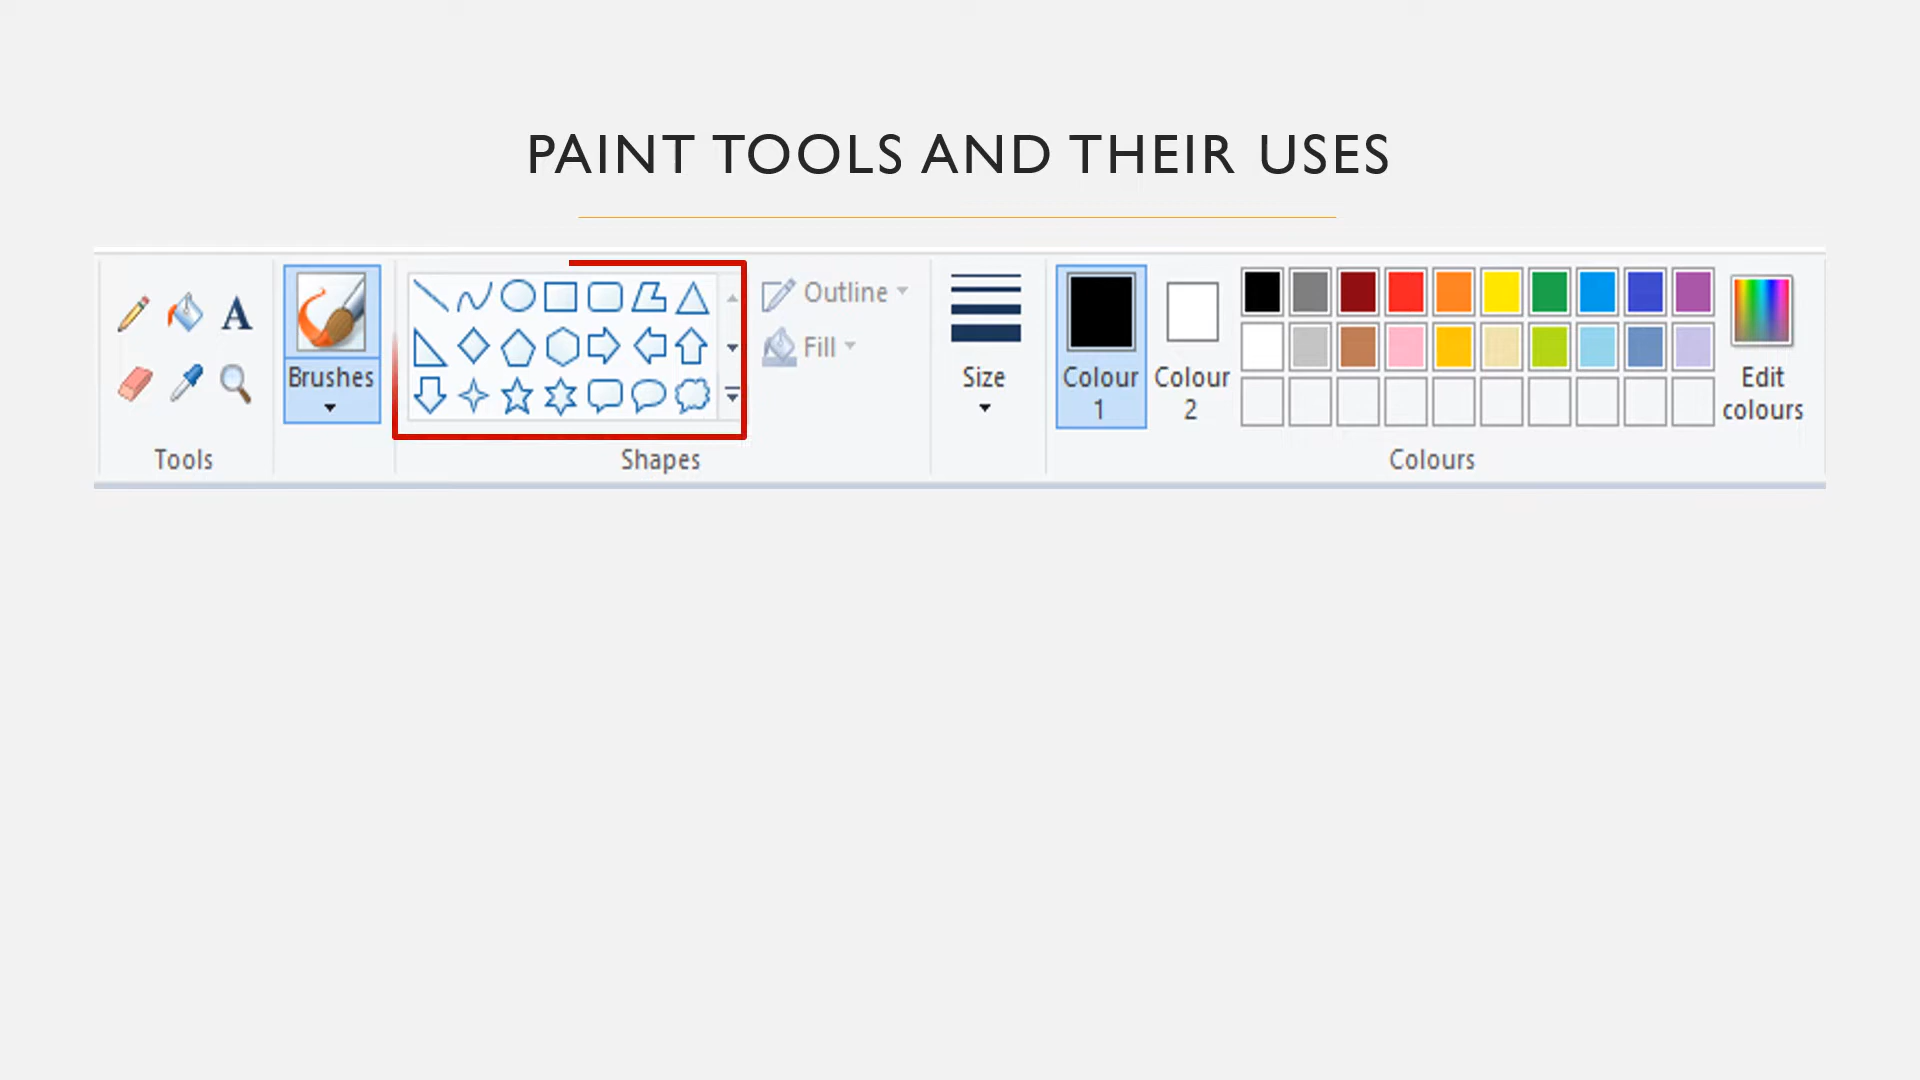 PAINT TOOLS AND THEIR USES
A
Brushes
Outline
Fill
Size
Colour
1
Colour
2
Edit
colours
Tools
Shapes
Colours